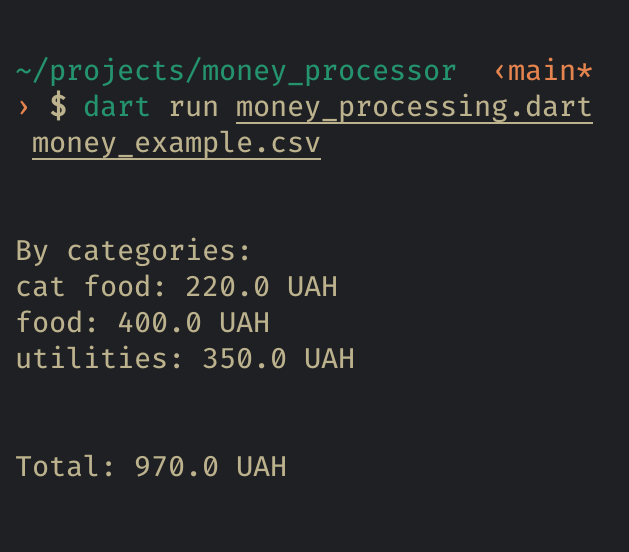 ~/projects/money_processor ‹main*
› $ dart run money_processing.dart
money_example.csv
By categories:
cat food: 220.0 UAH
food: 400.0 UAH
utilities: 350.0 UAH
Total: 970.0 UAH